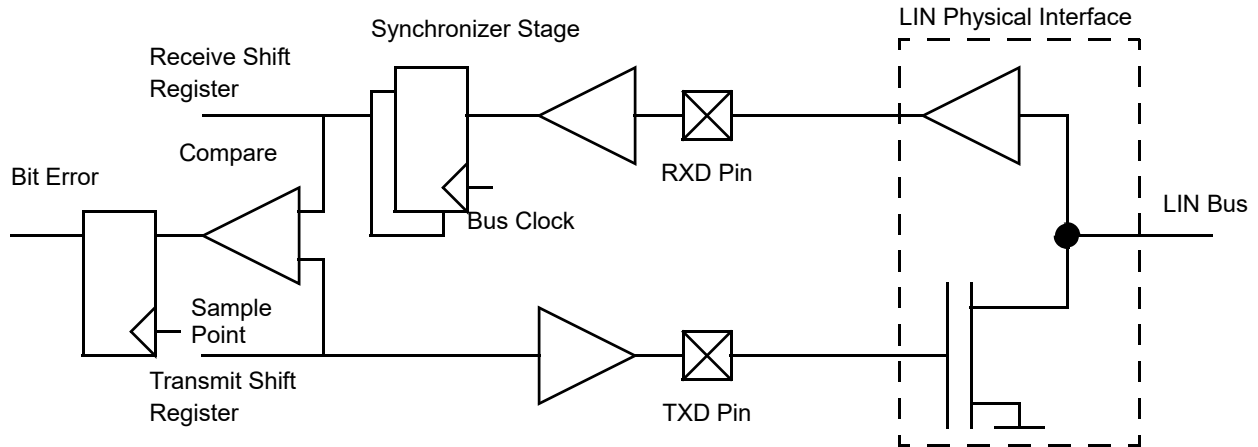 LIN Physical Interface
Synchronizer Stage
Receive Shift
Register
Compare
RXD Pin
Bit Error
LIN Bus
Bus Clock
Sample
Point
Transmit Shift
Register
TXD Pin